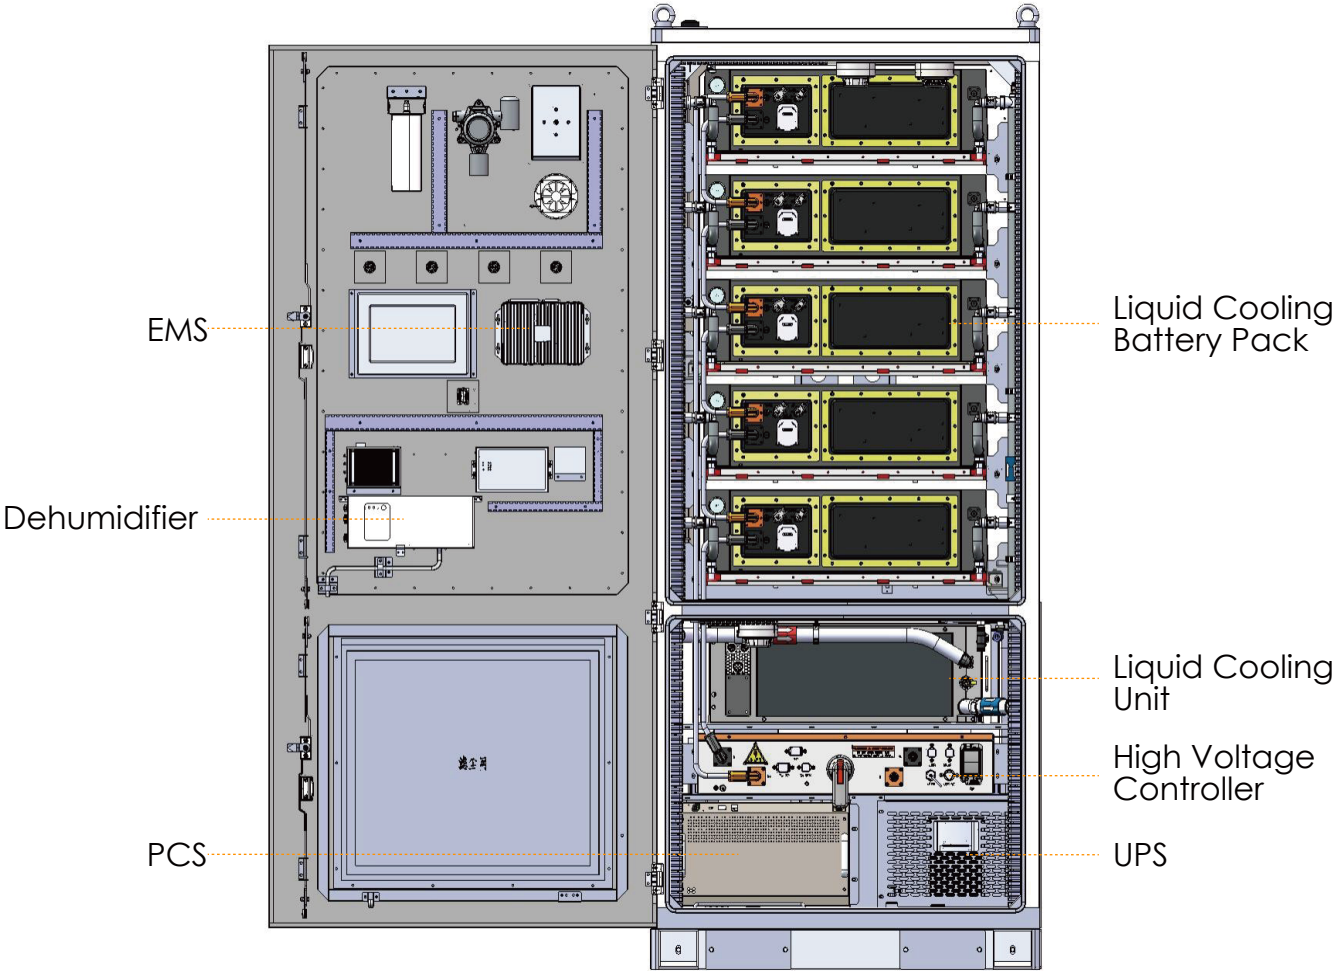 EMS
Dehumidifier
PCS
Liquid Cooling
Battery Pack
Liquid Cooling
Unit
High Voltage
Controller
UPS